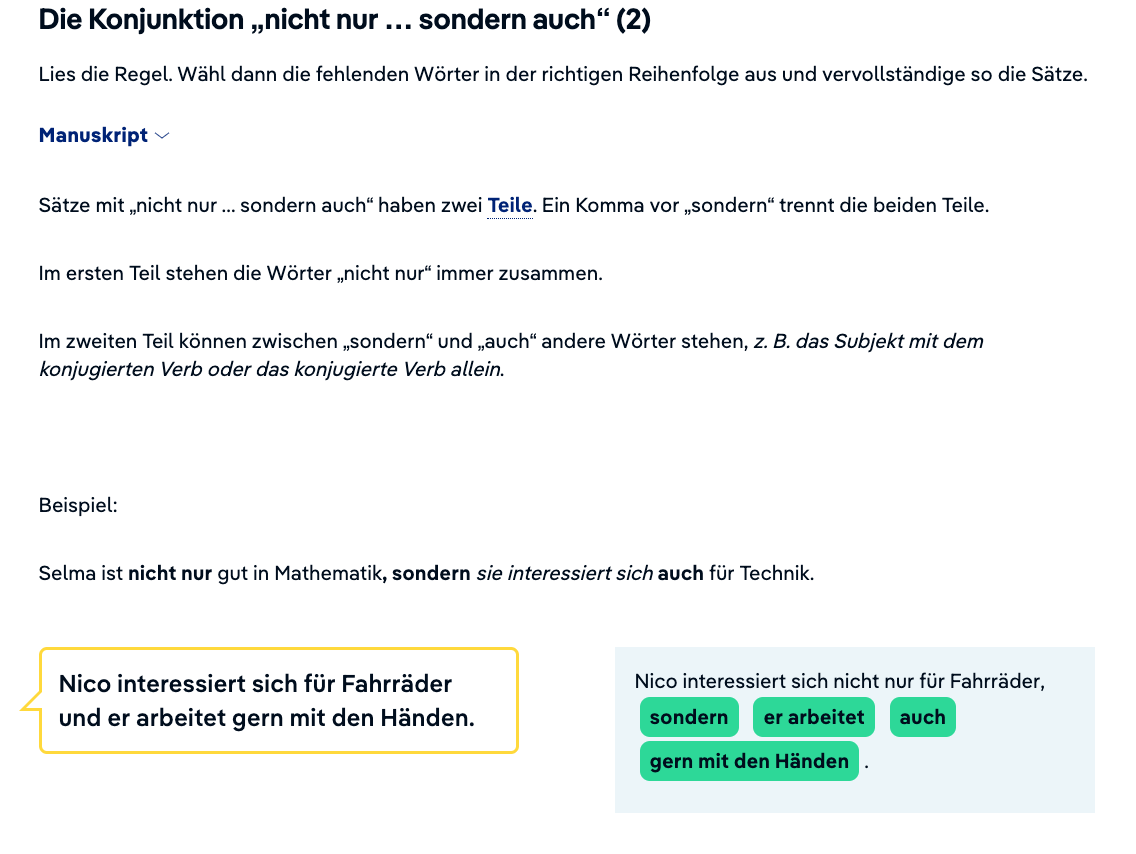 Die Konjunktion „nicht nur … sondern auch“ (2)
Lies die Regel. Wähl dann die fehlenden Wörter in der richtigen Reihenfolge aus und vervollständige so die Sätze.
Manuskript
Sätze mit „nicht nur … sondern auch“ haben zwei Teile. Ein Komma vor „sondern“ trennt die beiden Teile.
Im ersten Teil stehen die Wörter „nicht nur“ immer zusammen.
Im zweiten Teil können zwischen „sondern“ und „auch“ andere Wörter stehen, z. B. das Subjekt mit dem
konjugierten Verb oder das konjugierte Verb allein.
Beispiel:
Selma ist nicht nur gut in Mathematik, sondern sie interessiert sich auch für Technik.
Nico interessiert sich für Fahrräder
und er arbeitet gern mit den Händen.
Nico interessiert sich nicht nur für Fahrräder,
sondern er arbeitet auch
gern mit den Händen .